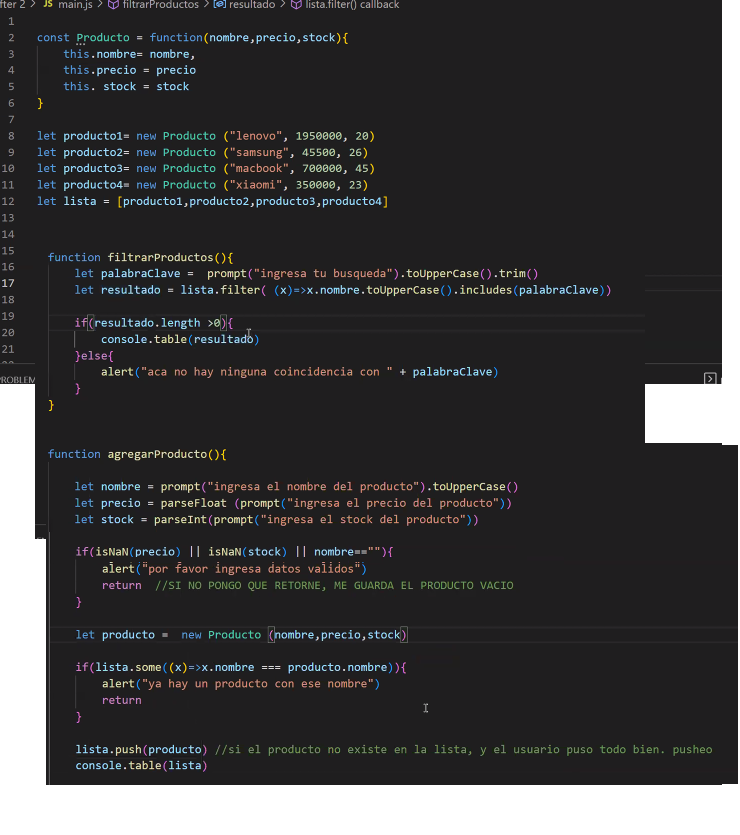 fter 2 > JS main.js > filtrarProductos > resultado > lista.filter() callback
1
2 const Producto = function(nombre,precio,stock){
3 this.nombre= nombre,
4 this.precio = precio
5 this. stock = stock
6 }
7
8 let producto1= new Producto ("lenovo", 1950000, 20)
9 let producto2= new Producto ("samsung", 45500, 26)
10 let producto3= new Producto ("macbook", 700000, 45)
11 let producto4= new Producto ("xiaomi", 350000, 23)
12 let lista = [producto1,producto2,producto3,producto4]
13
14
15 function filtrarProductos(){
16 let palabraClave =  prompt("ingresa tu busqueda").toUpperCase().trim()
17 let resultado = lista.filter( (x)=>x.nombre.toUpperCase().includes(palabraClave))
18
19 if(resultado.length >0){
20 console.table(resultado)
21 }else{
PROBLEM
alert("aca no hay ninguna coincidencia con " + palabraClave)
}
}
function agregarProducto(){
let nombre = prompt("ingresa el nombre del producto").toUpperCase()
let precio = parseFloat (prompt("ingresa el precio del producto"))
let stock = parseInt(prompt("ingresa el stock del producto"))
if(isNaN(precio) || isNaN(stock) || nombre==""){
alert("por favor ingresa datos validos")
return  //SI NO PONGO QUE RETORNE, ME GUARDA EL PRODUCTO VACIO
}
let producto =  new Producto (nombre,precio,stock)
if(lista.some((x)=>x.nombre === producto.nombre)){
alert("ya hay un producto con ese nombre")
return
}
lista.push(producto) //si el producto no existe en la lista, y el usuario puso todo bien. pusheo
console.table(lista)